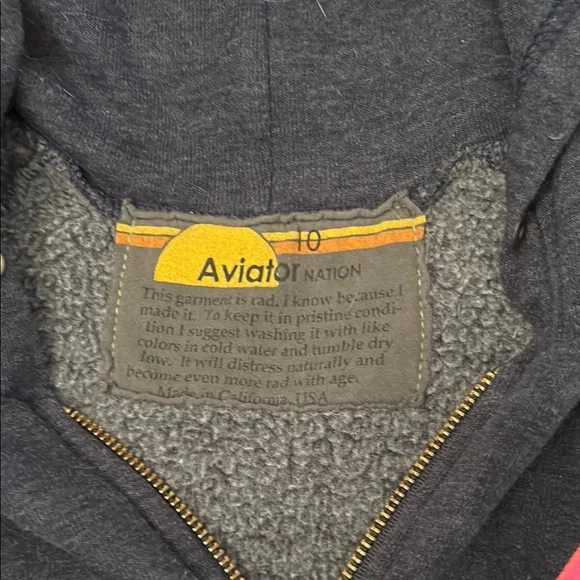 10
Aviator NATION
This garment is rad. I know because I
made it. To keep it in pristine condi-
tion I suggest washing it with like
colors in cold water and tumble dry
low. It will distress naturally and
become even more rad with age.
Made in California, USA